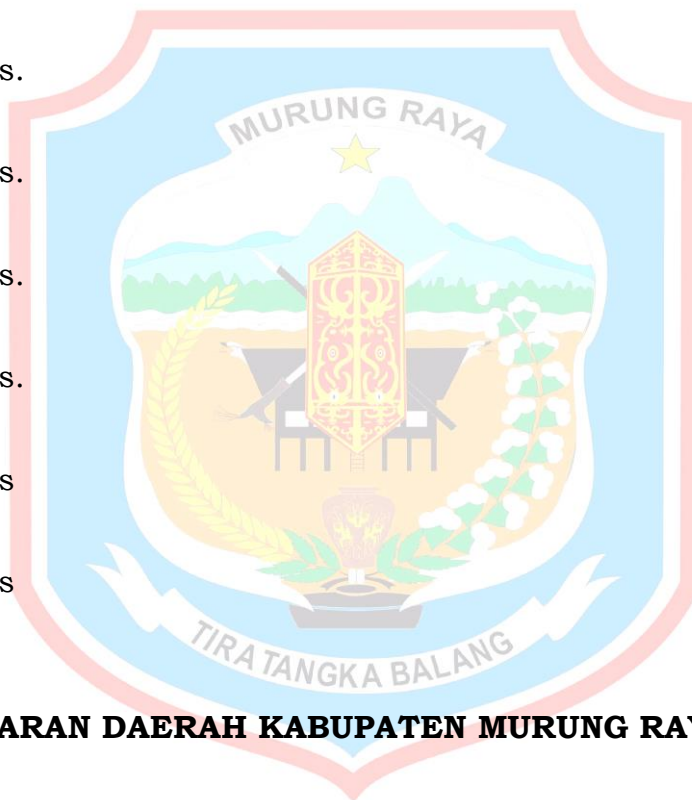 s.
MURUNG RAYA
s.
s.
s.
s
s
TIRA TANGKA BALANG
ARAN DAERAH KABUPATEN MURUNG RAY